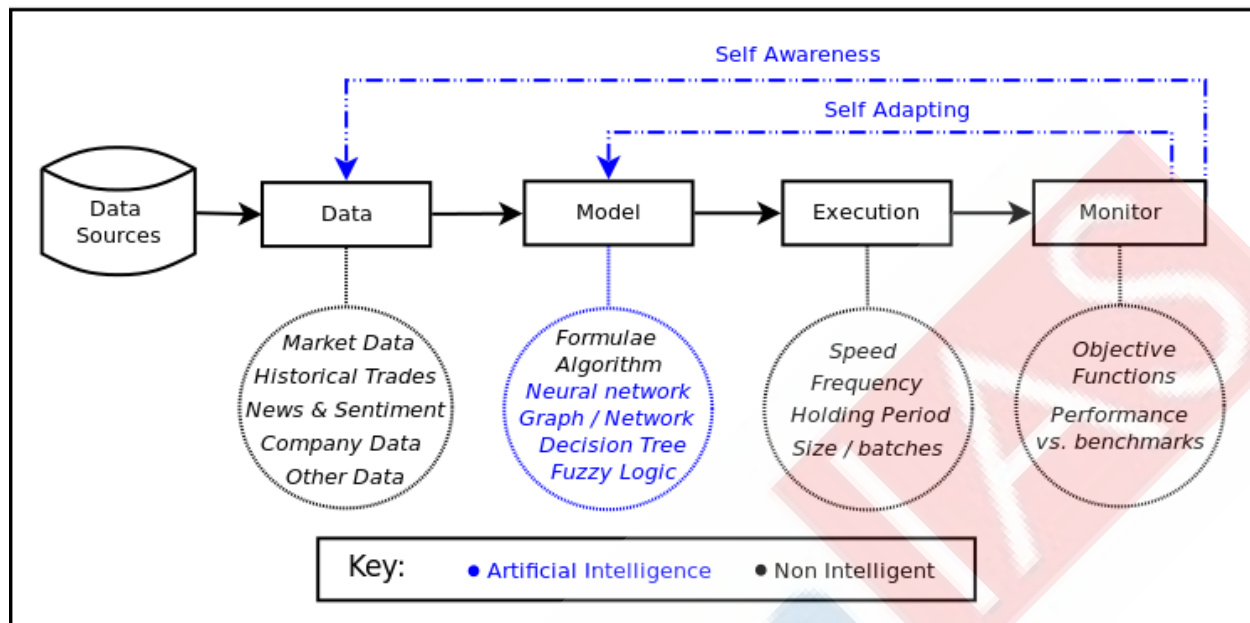 Self Awareness
Self Adapting
Data
Sources
Data
Model
Execution
Monitor
Market Data
Historical Trades
News & Sentiment
Company Data
Other Data
Formulae
Algorithm
Neural network
Graph / Network
Decision Tree
Fuzzy Logic
Speed
Frequency
Holding Period
Size / batches
Objective
Functions
Performance
vs. benchmarks
Key:
• Artificial Intelligence
• Non Intelligent
IAS